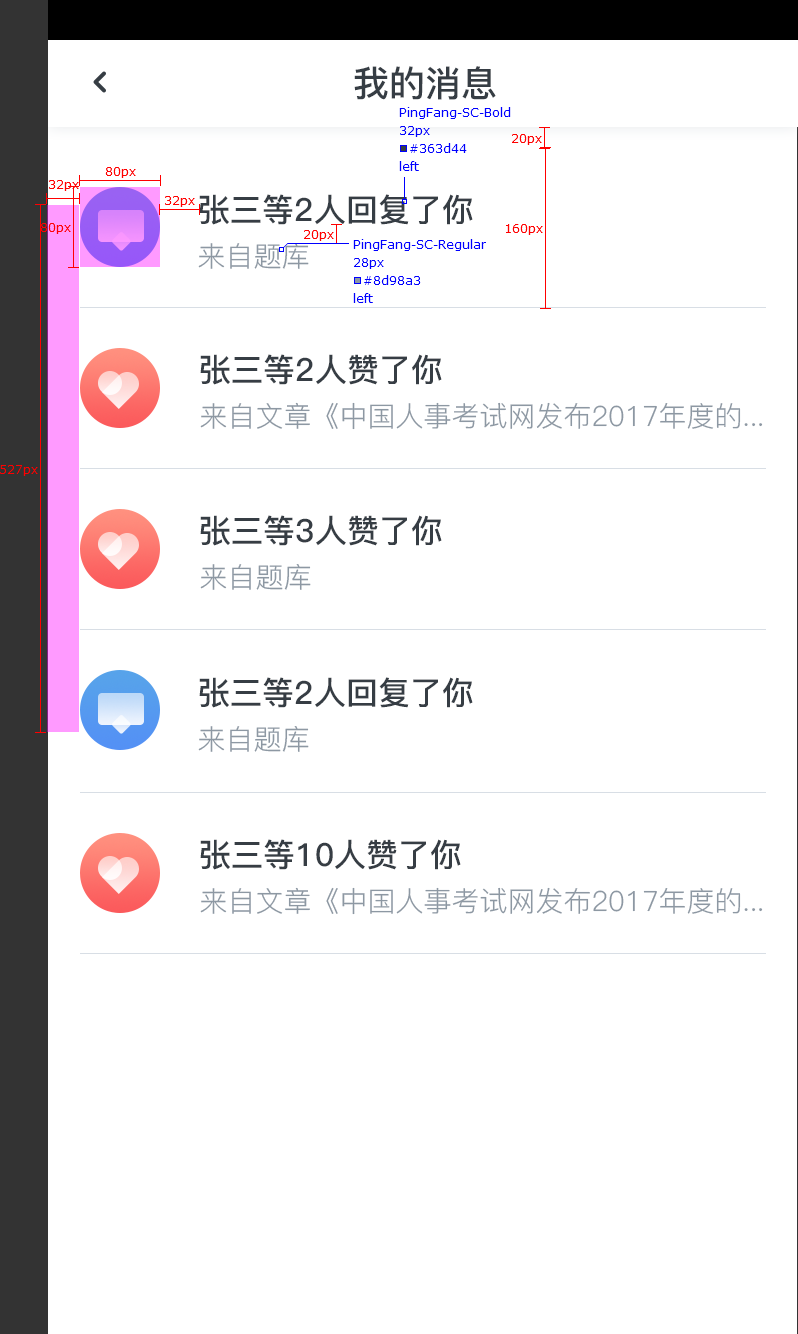 我的消息
PingFang-SC-Bold
32px
#363d44
left
20px
80px
32px
32px
张三等2人回复了你
80px
160px
20px
来自题库
PingFang-SC-Regular
28px
#8d98a3
left
张三等2人赞了你
来自文章《中国人事考试网发布2017年度的...
527px
张三等3人赞了你
来自题库
张三等2人回复了你
来自题库
张三等10人赞了你
来自文章《中国人事考试网发布2017年度的...